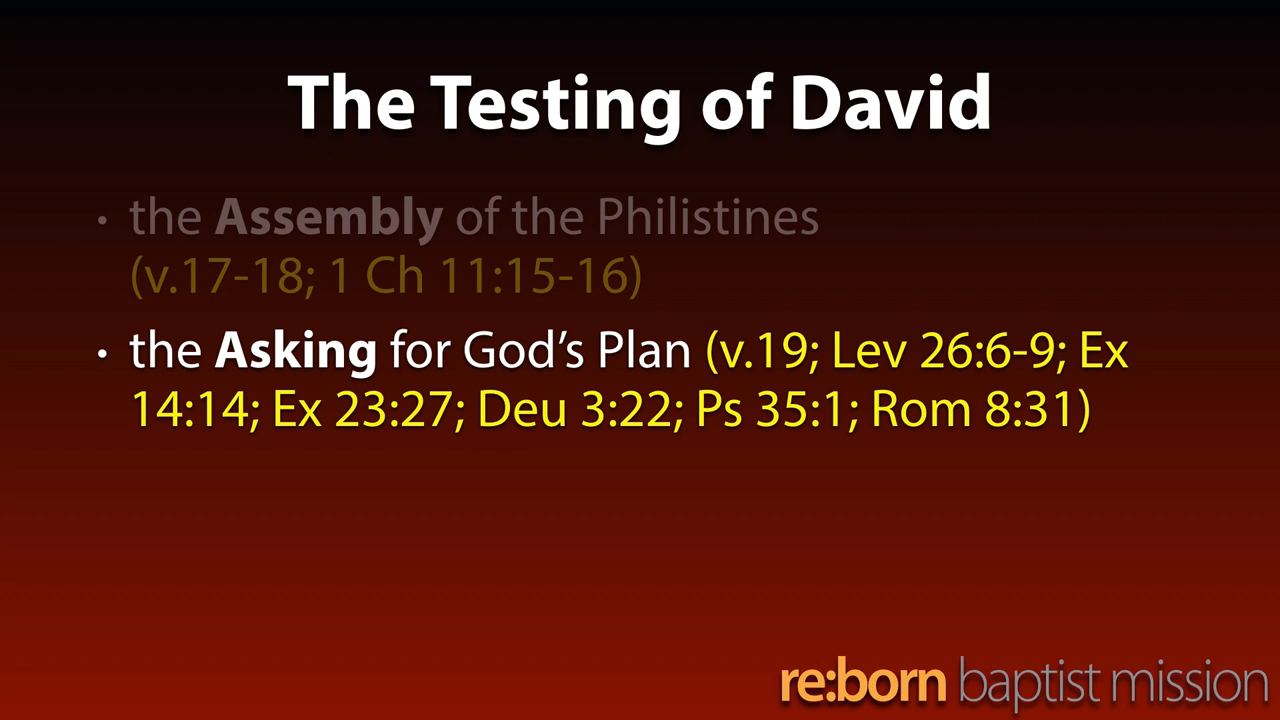 The Testing of David
• the Assembly of the Philistines
(v.17-18; 1 Ch 11:15-16)
• the Asking for God’s Plan (v.19; Lev 26:6-9; Ex
14:14; Ex 23:27; Deu 3:22; Ps 35:1; Rom 8:31)
re:born baptist mission